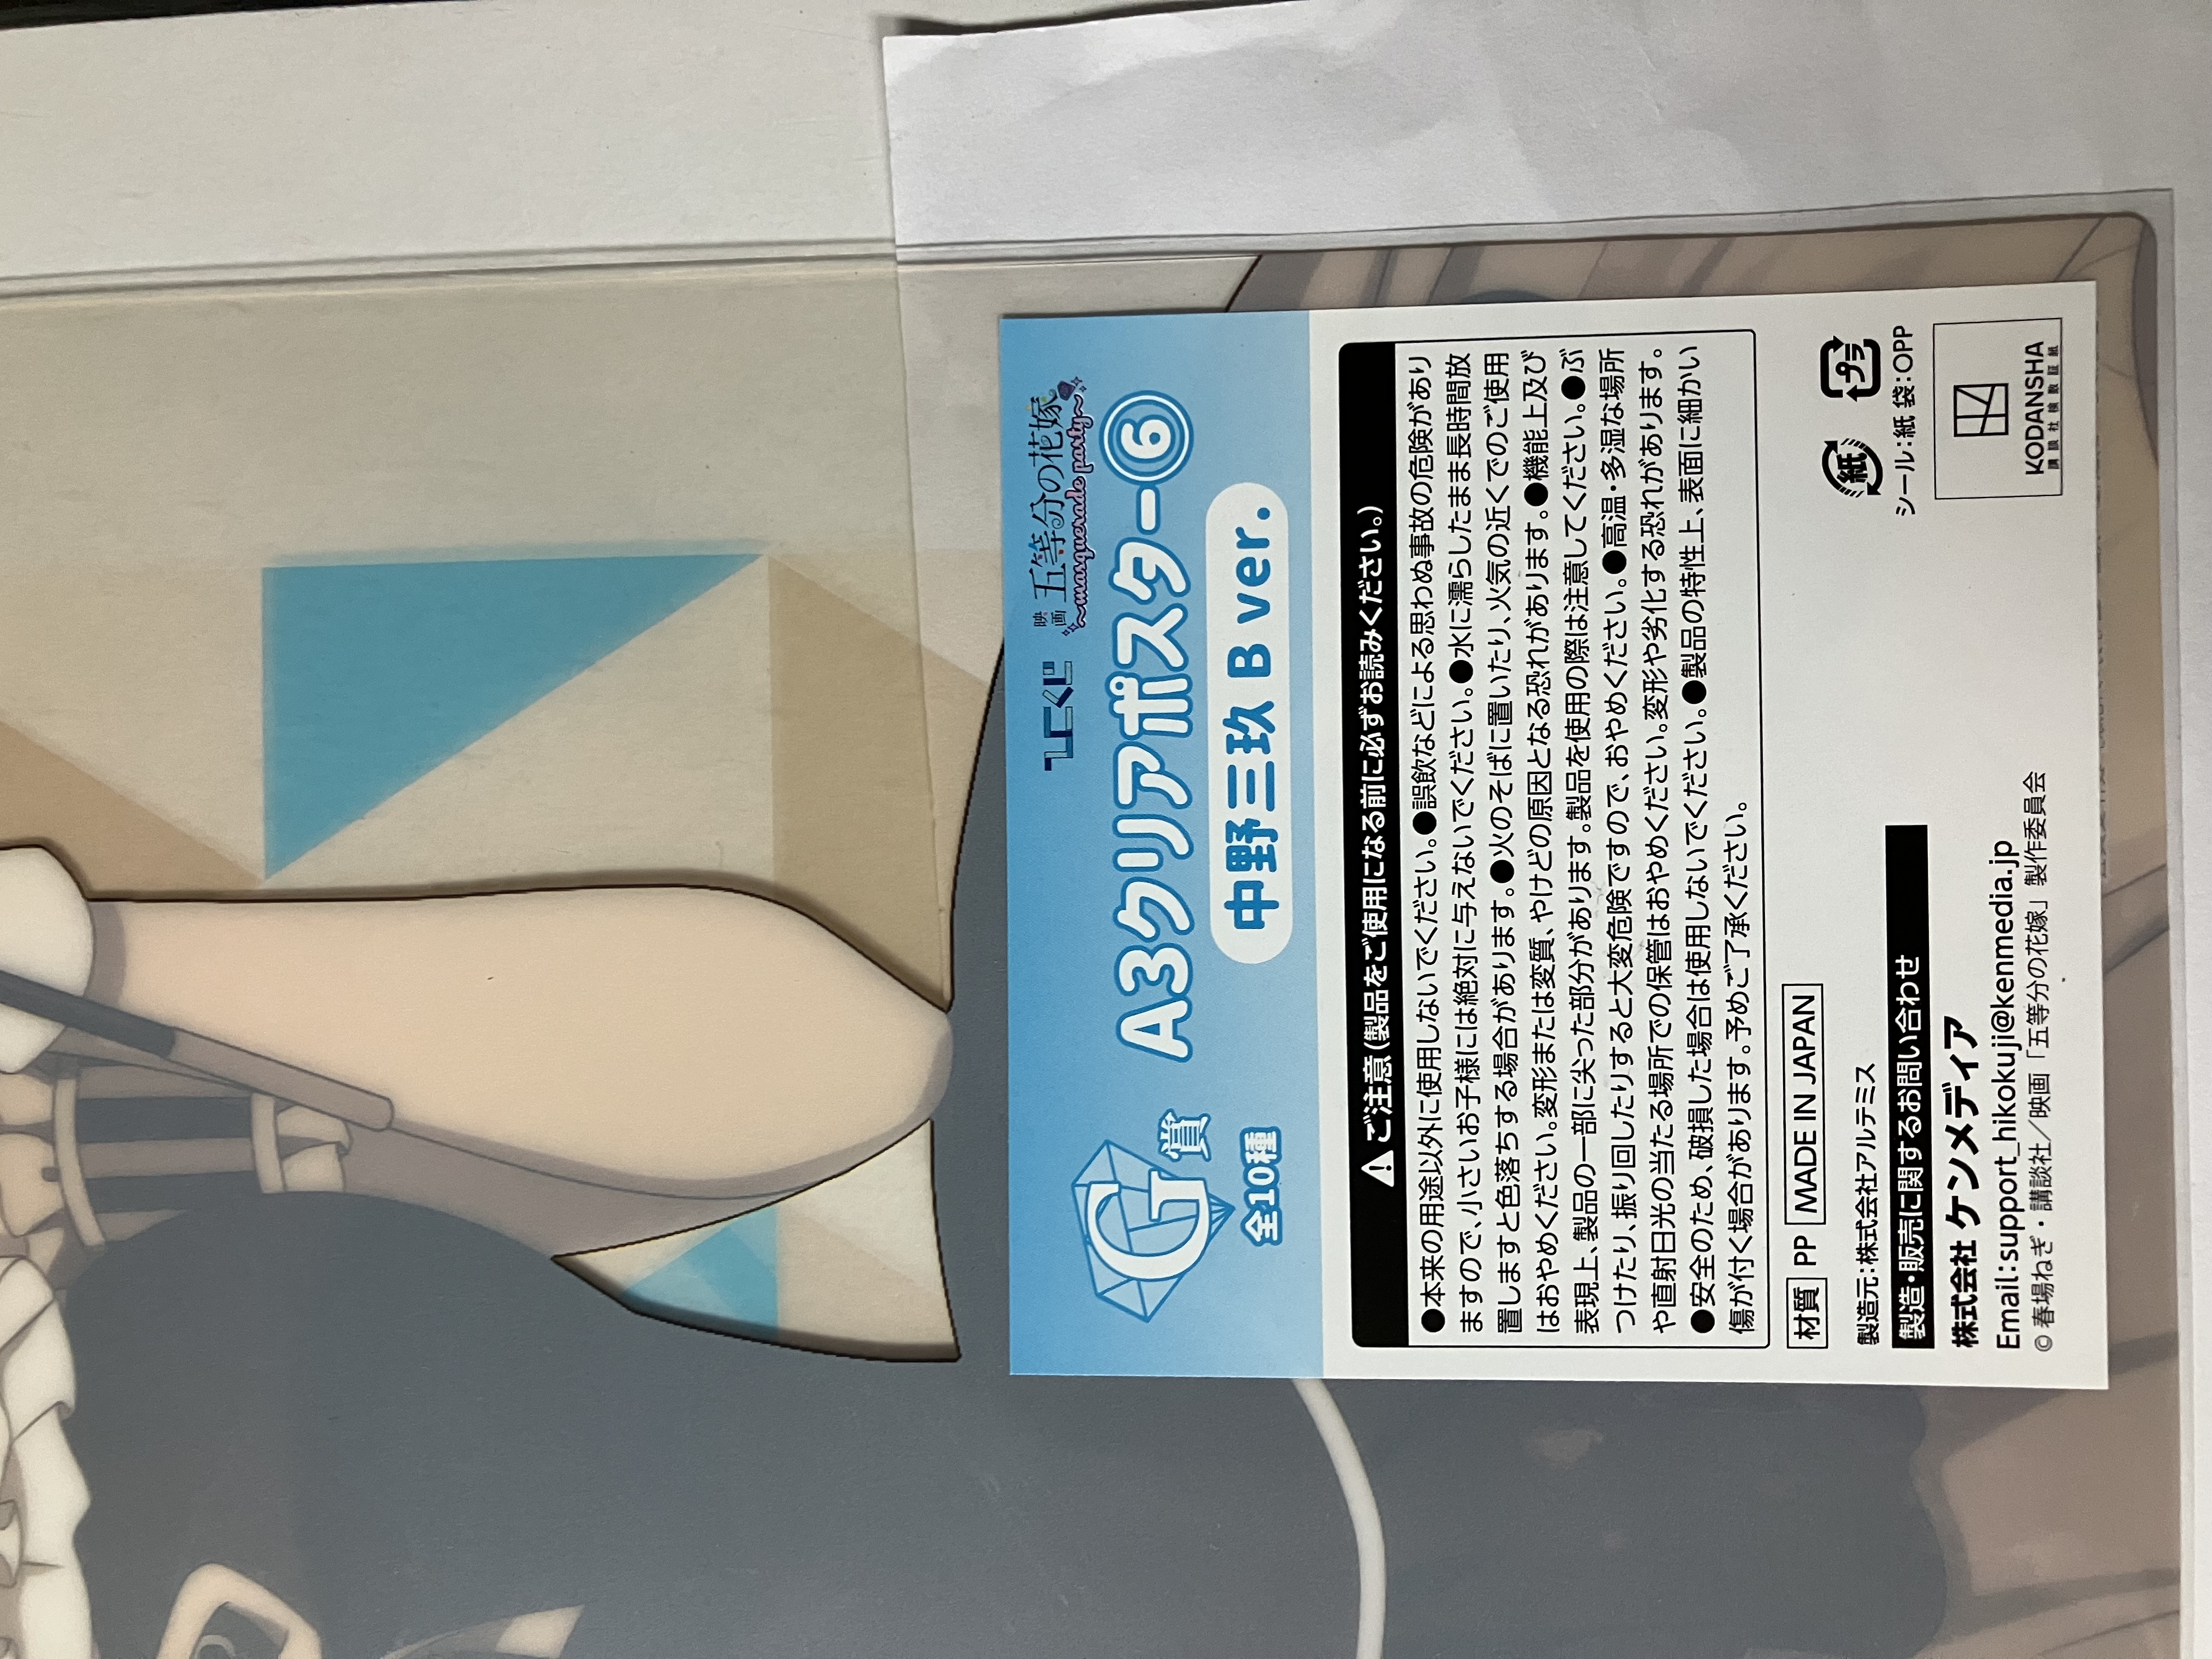 ひこくじ
映画 五等分の花嫁
～masquerade party～
G賞
全10種
A3クリアポスター⑥
中野三玖 B ver.
⚠ご注意(製品をご使用になる前に必ずお読みください。)
●本来の用途以外に使用しないでください。●誤飲などによる思わぬ事故の危険があり
ますので、小さいお子様には絶対に与えないでください。●水に濡らしたまま長時間放
置しますと色落ちする場合があります。●火のそばに置いたり、火気の近くでのご使用
はおやめください。変形または変質、やけどの原因となる恐れがあります。●機能上及び
表現上、製品の一部に尖った部分があります。製品を使用の際は注意してください。●ぶ
つけたり、振り回したりすると大変危険ですので、おやめください。●高温・多湿な場所
や直射日光の当たる場所での保管はおやめください。変形や劣化する恐れがあります。
●安全のため、破損した場合は使用しないでください。●製品の特性上、表面に細かい
傷が付く場合があります。予めご了承ください。
材質 PP MADE IN JAPAN
紙 プラ
シール:紙 袋:OPP
製造元:株式会社アルテミス
製造・販売に関するお問い合わせ
株式会社 ケンメディア
Email:support_hikokuji@kenmedia.jp
© 春場ねぎ・講談社／映画「五等分の花嫁」製作委員会
KODANSHA
講談社検数証紙